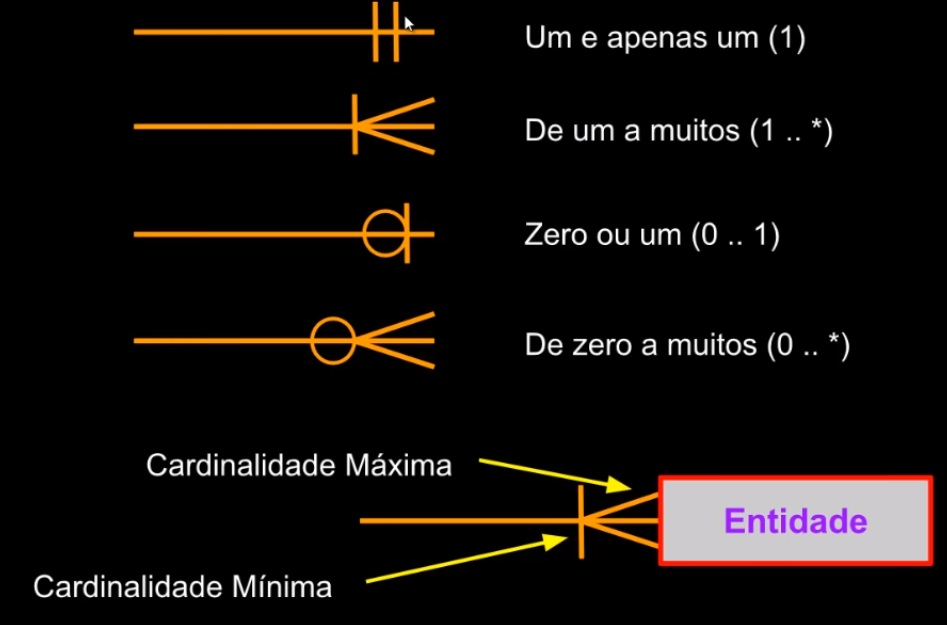 Um e apenas um (1)
De um a muitos (1 .. *)
Zero ou um (0 .. 1)
De zero a muitos (0 .. *)
Cardinalidade Máxima
Entidade
Cardinalidade Mínima